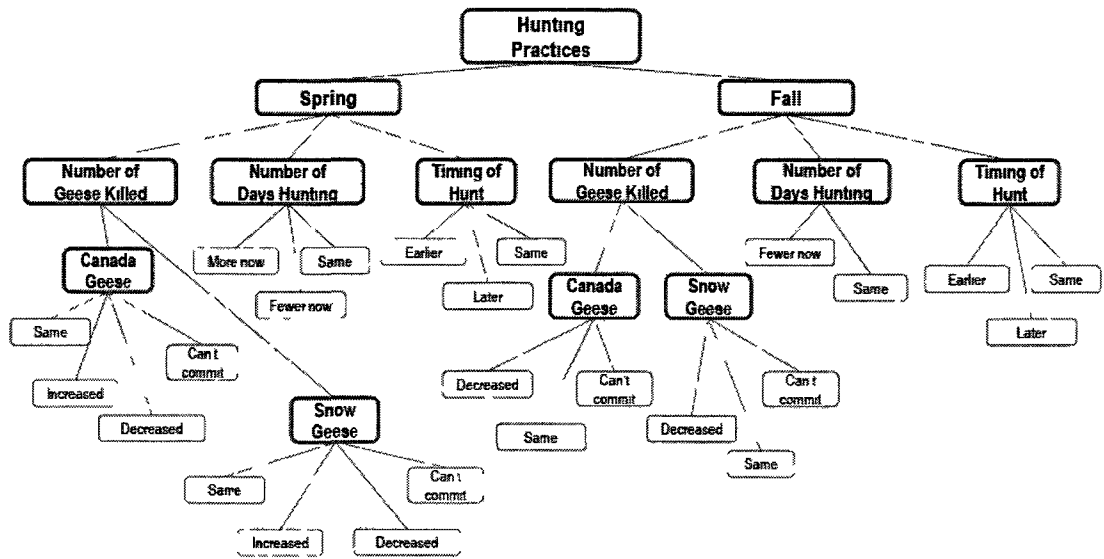 Hunting
Practices
Spring
Fall
Number of
Geese Killed
Number of
Days Hunting
Timing of
Hunt
Number of
Geese Killed
Number of
Days Hunting
Timing of
Hunt
Canada
Geese
More now
Same
Fewer now
Earlier
Same
Later
Canada
Geese
Snow
Geese
Fewer now
Same
Earlier
Same
Later
Same
Can't
commit
Increased
Decreased
Snow
Geese
Same
Can't
commit
Increased
Decreased
Decreased
Can't
commit
Same
Decreased
Can't
commit
Same